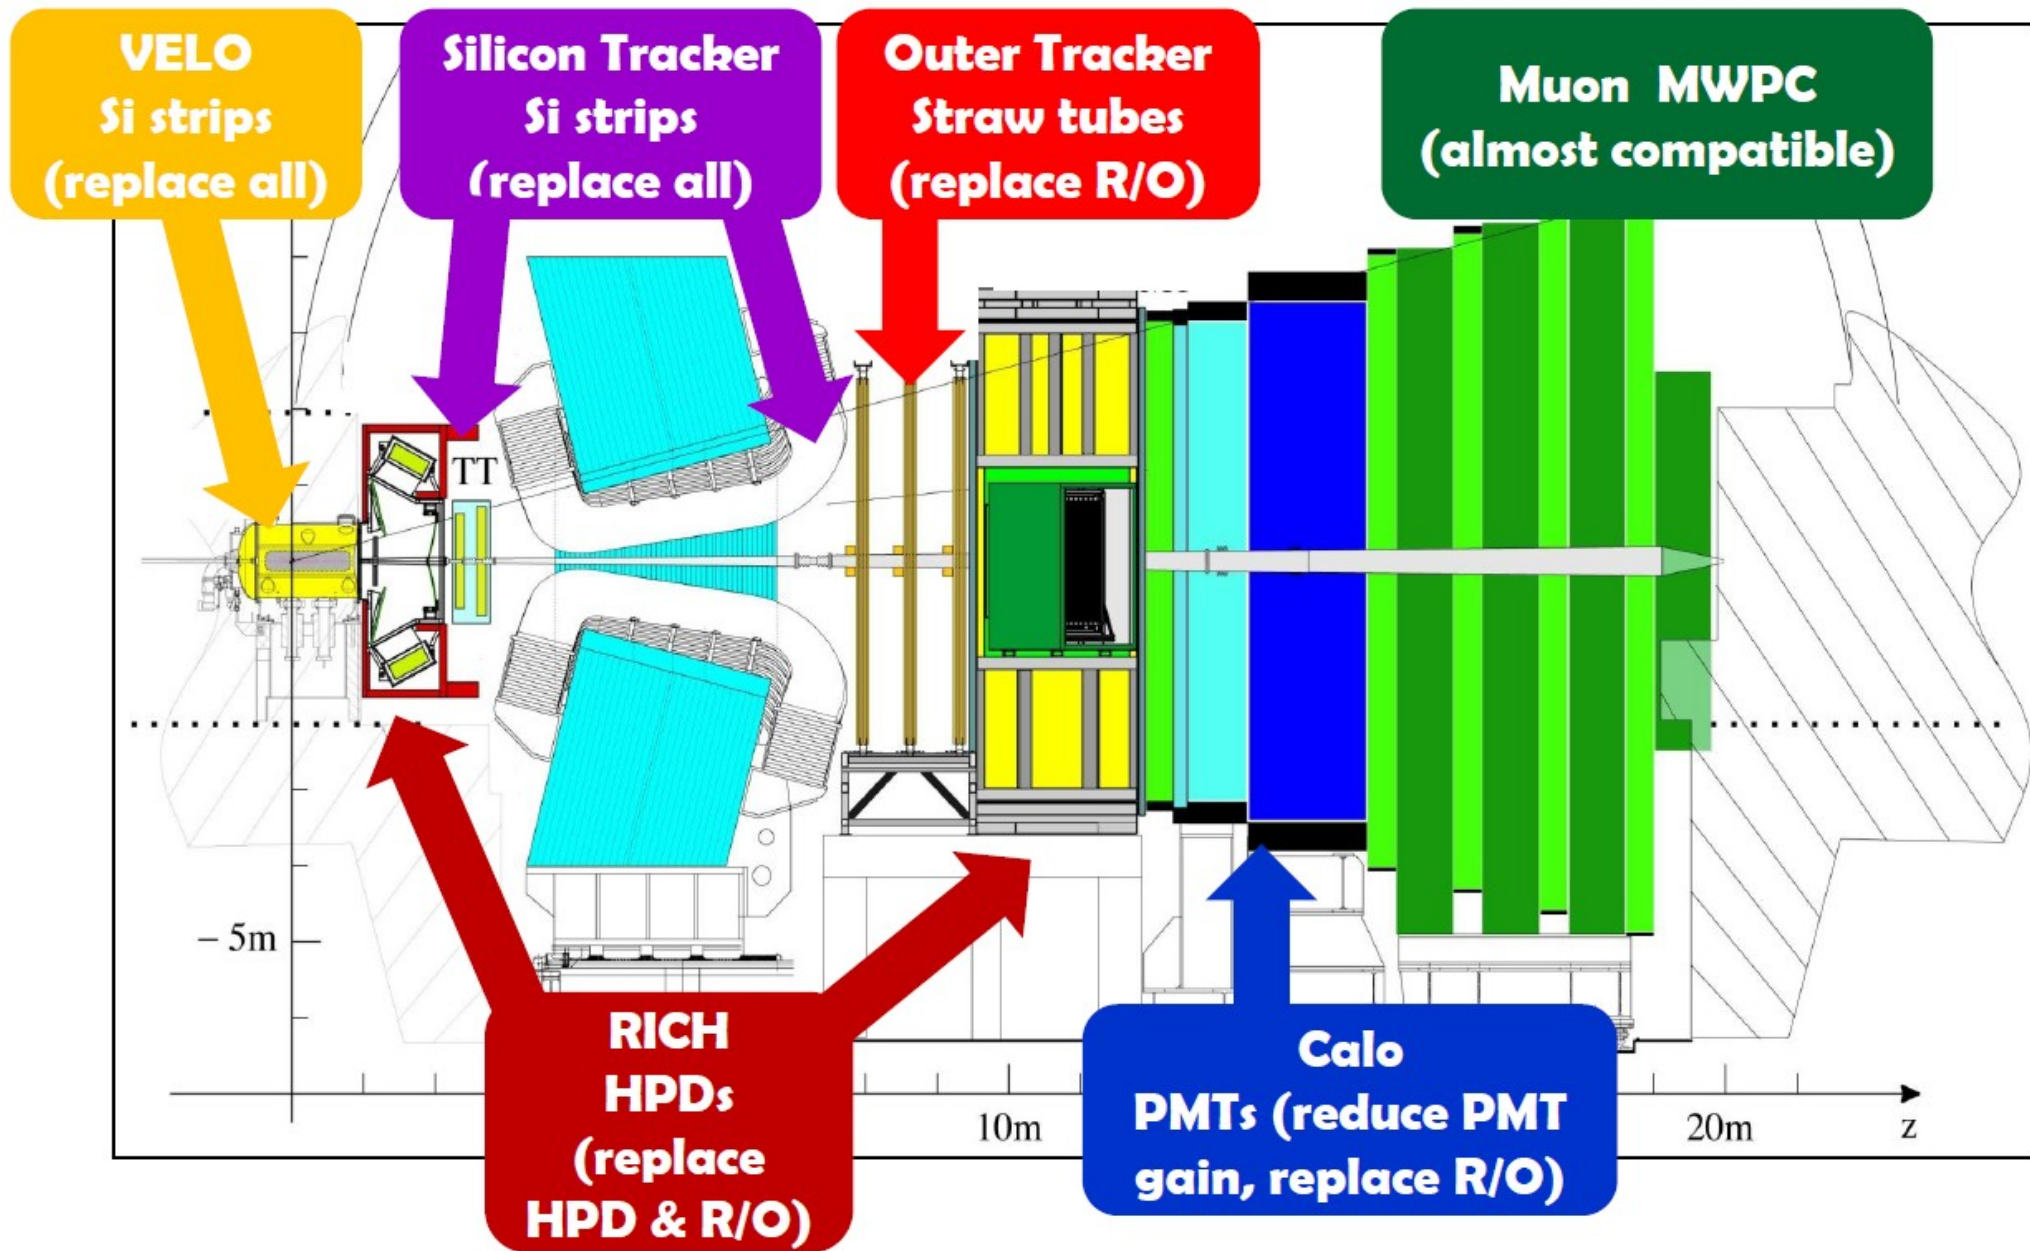 VELO
Si strips
(replace all)
Silicon Tracker
Si strips
(replace all)
Outer Tracker
Straw tubes
(replace R/O)
Muon MWPC
(almost compatible)
TT
– 5m
RICH
HPDs
(replace
HPD & R/O)
10m
Calo
PMTs (reduce PMT
gain, replace R/O)
20m
z